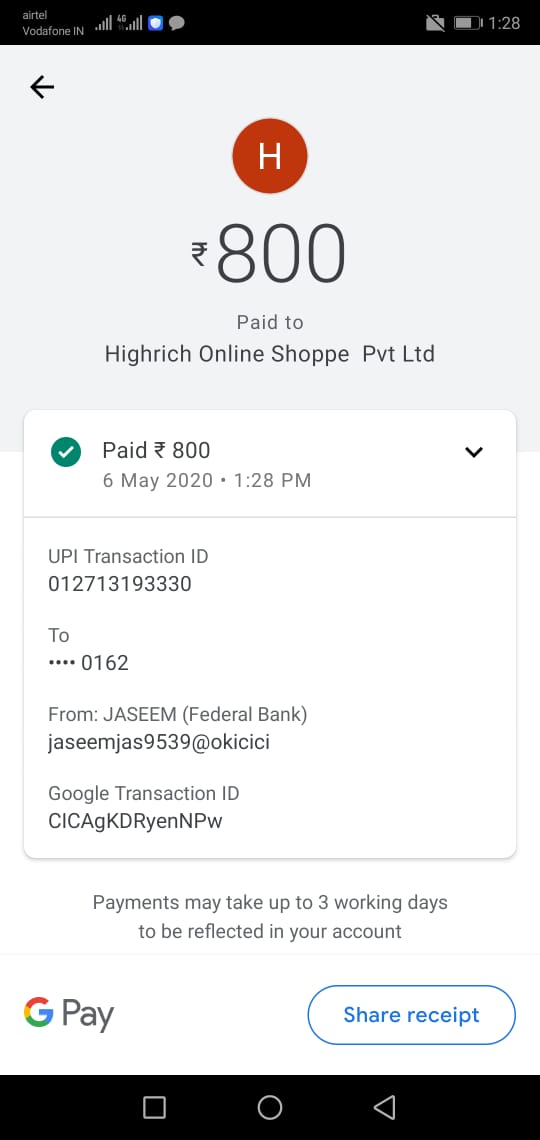 airtel
Vodafone IN 4G 1:28
H
₹800
Paid to
Highrich Online Shoppe Pvt Ltd
Paid ₹ 800
6 May 2020 • 1:28 PM
UPI Transaction ID
012713193330
To
•••• 0162
From: JASEEM (Federal Bank)
jaseemjas9539@okicici
Google Transaction ID
CICAgKDRyenNPw
Payments may take up to 3 working days
to be reflected in your account
G Pay
Share receipt